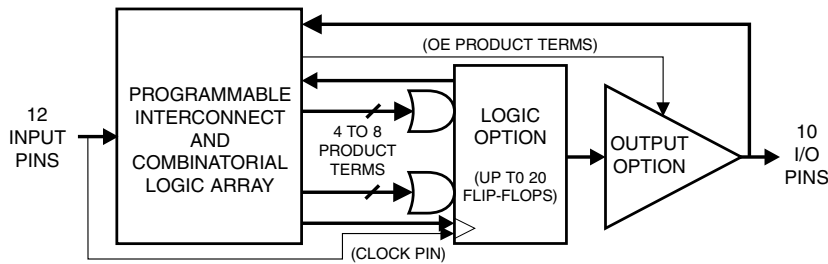 (OE PRODUCT TERMS)
12
INPUT
PINS
PROGRAMMABLE
INTERCONNECT
AND
COMBINATORIAL
LOGIC ARRAY
4 TO 8
PRODUCT
TERMS
LOGIC
OPTION
(UP T0 20
FLIP-FLOPS)
OUTPUT
OPTION
10
I/O
PINS
(CLOCK PIN)